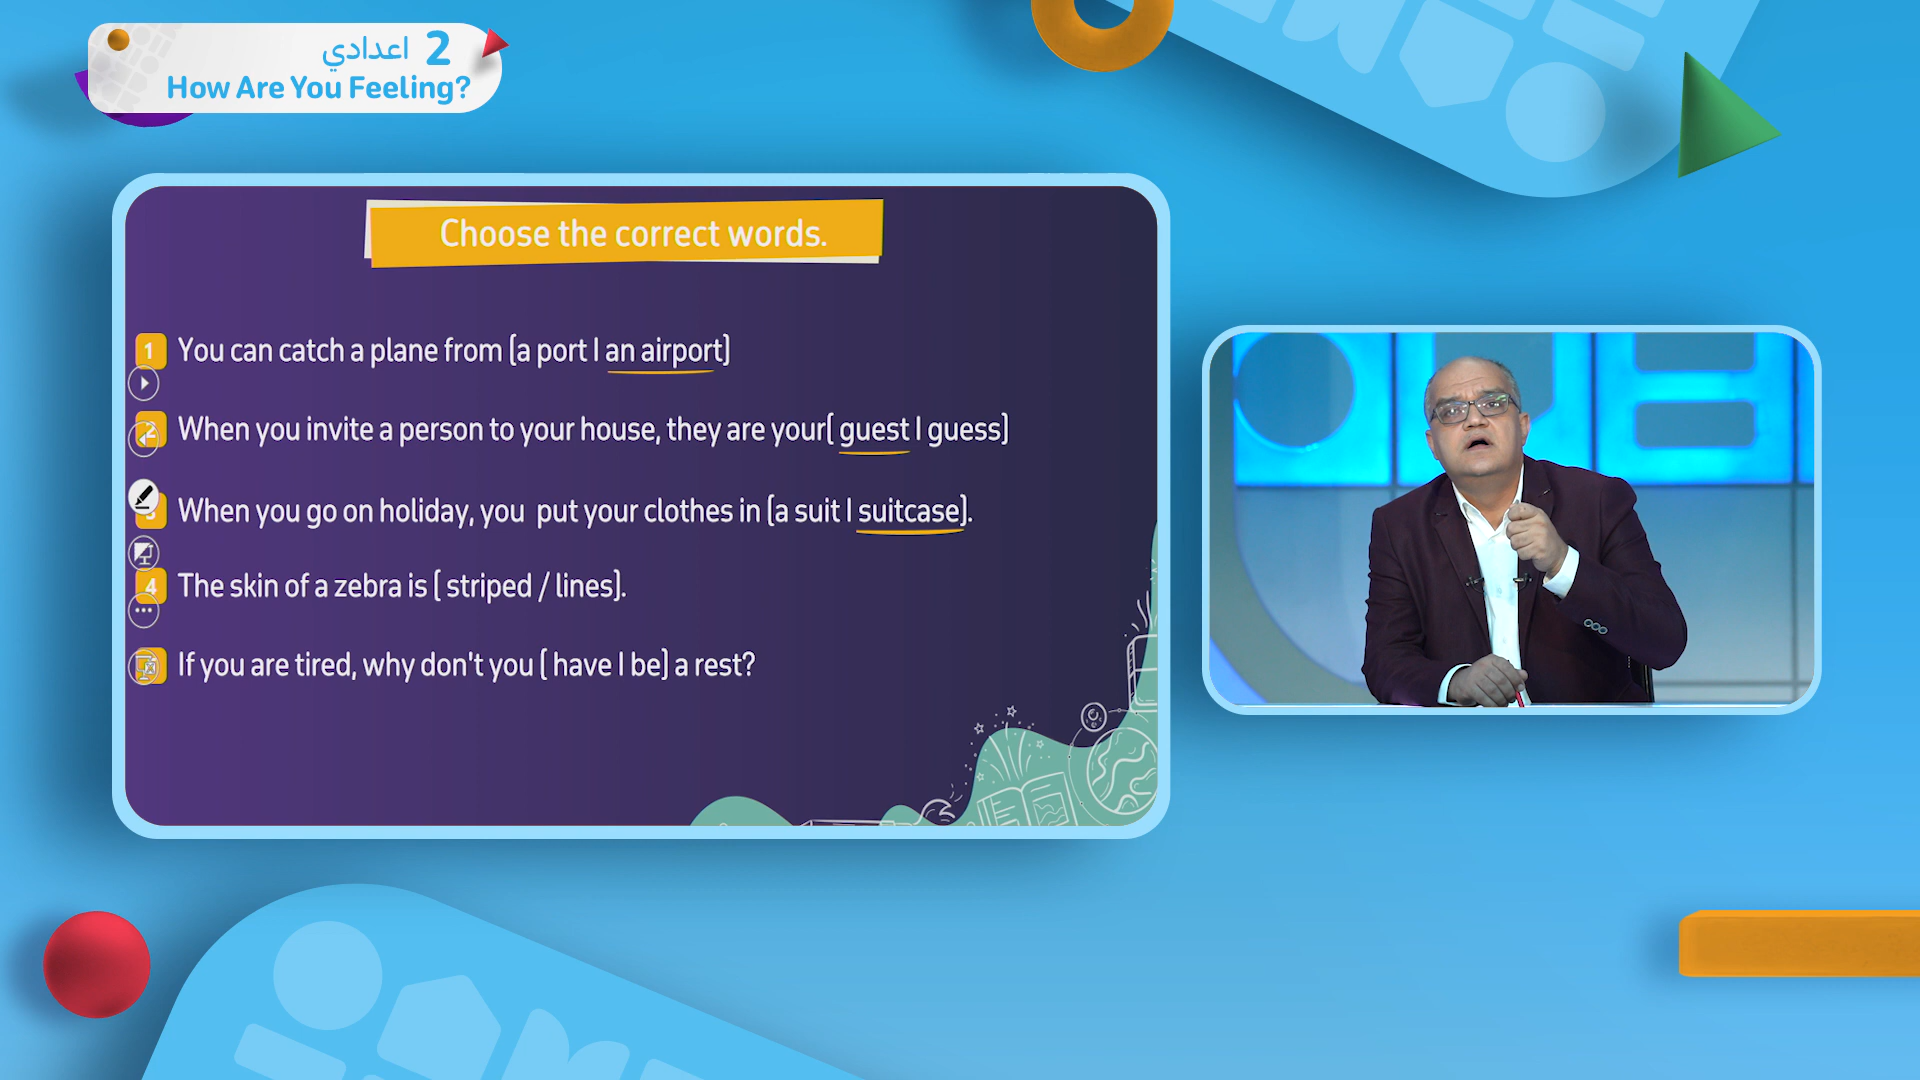 2 اعدادي
How Are You Feeling?
Choose the correct words.
1 You can catch a plane from (a port I an airport)
2 When you invite a person to your house, they are your( guest I guess)
3 When you go on holiday, you put your clothes in (a suit I suitcase).
4 The skin of a zebra is ( striped / lines).
If you are tired, why don't you ( have I be) a rest?